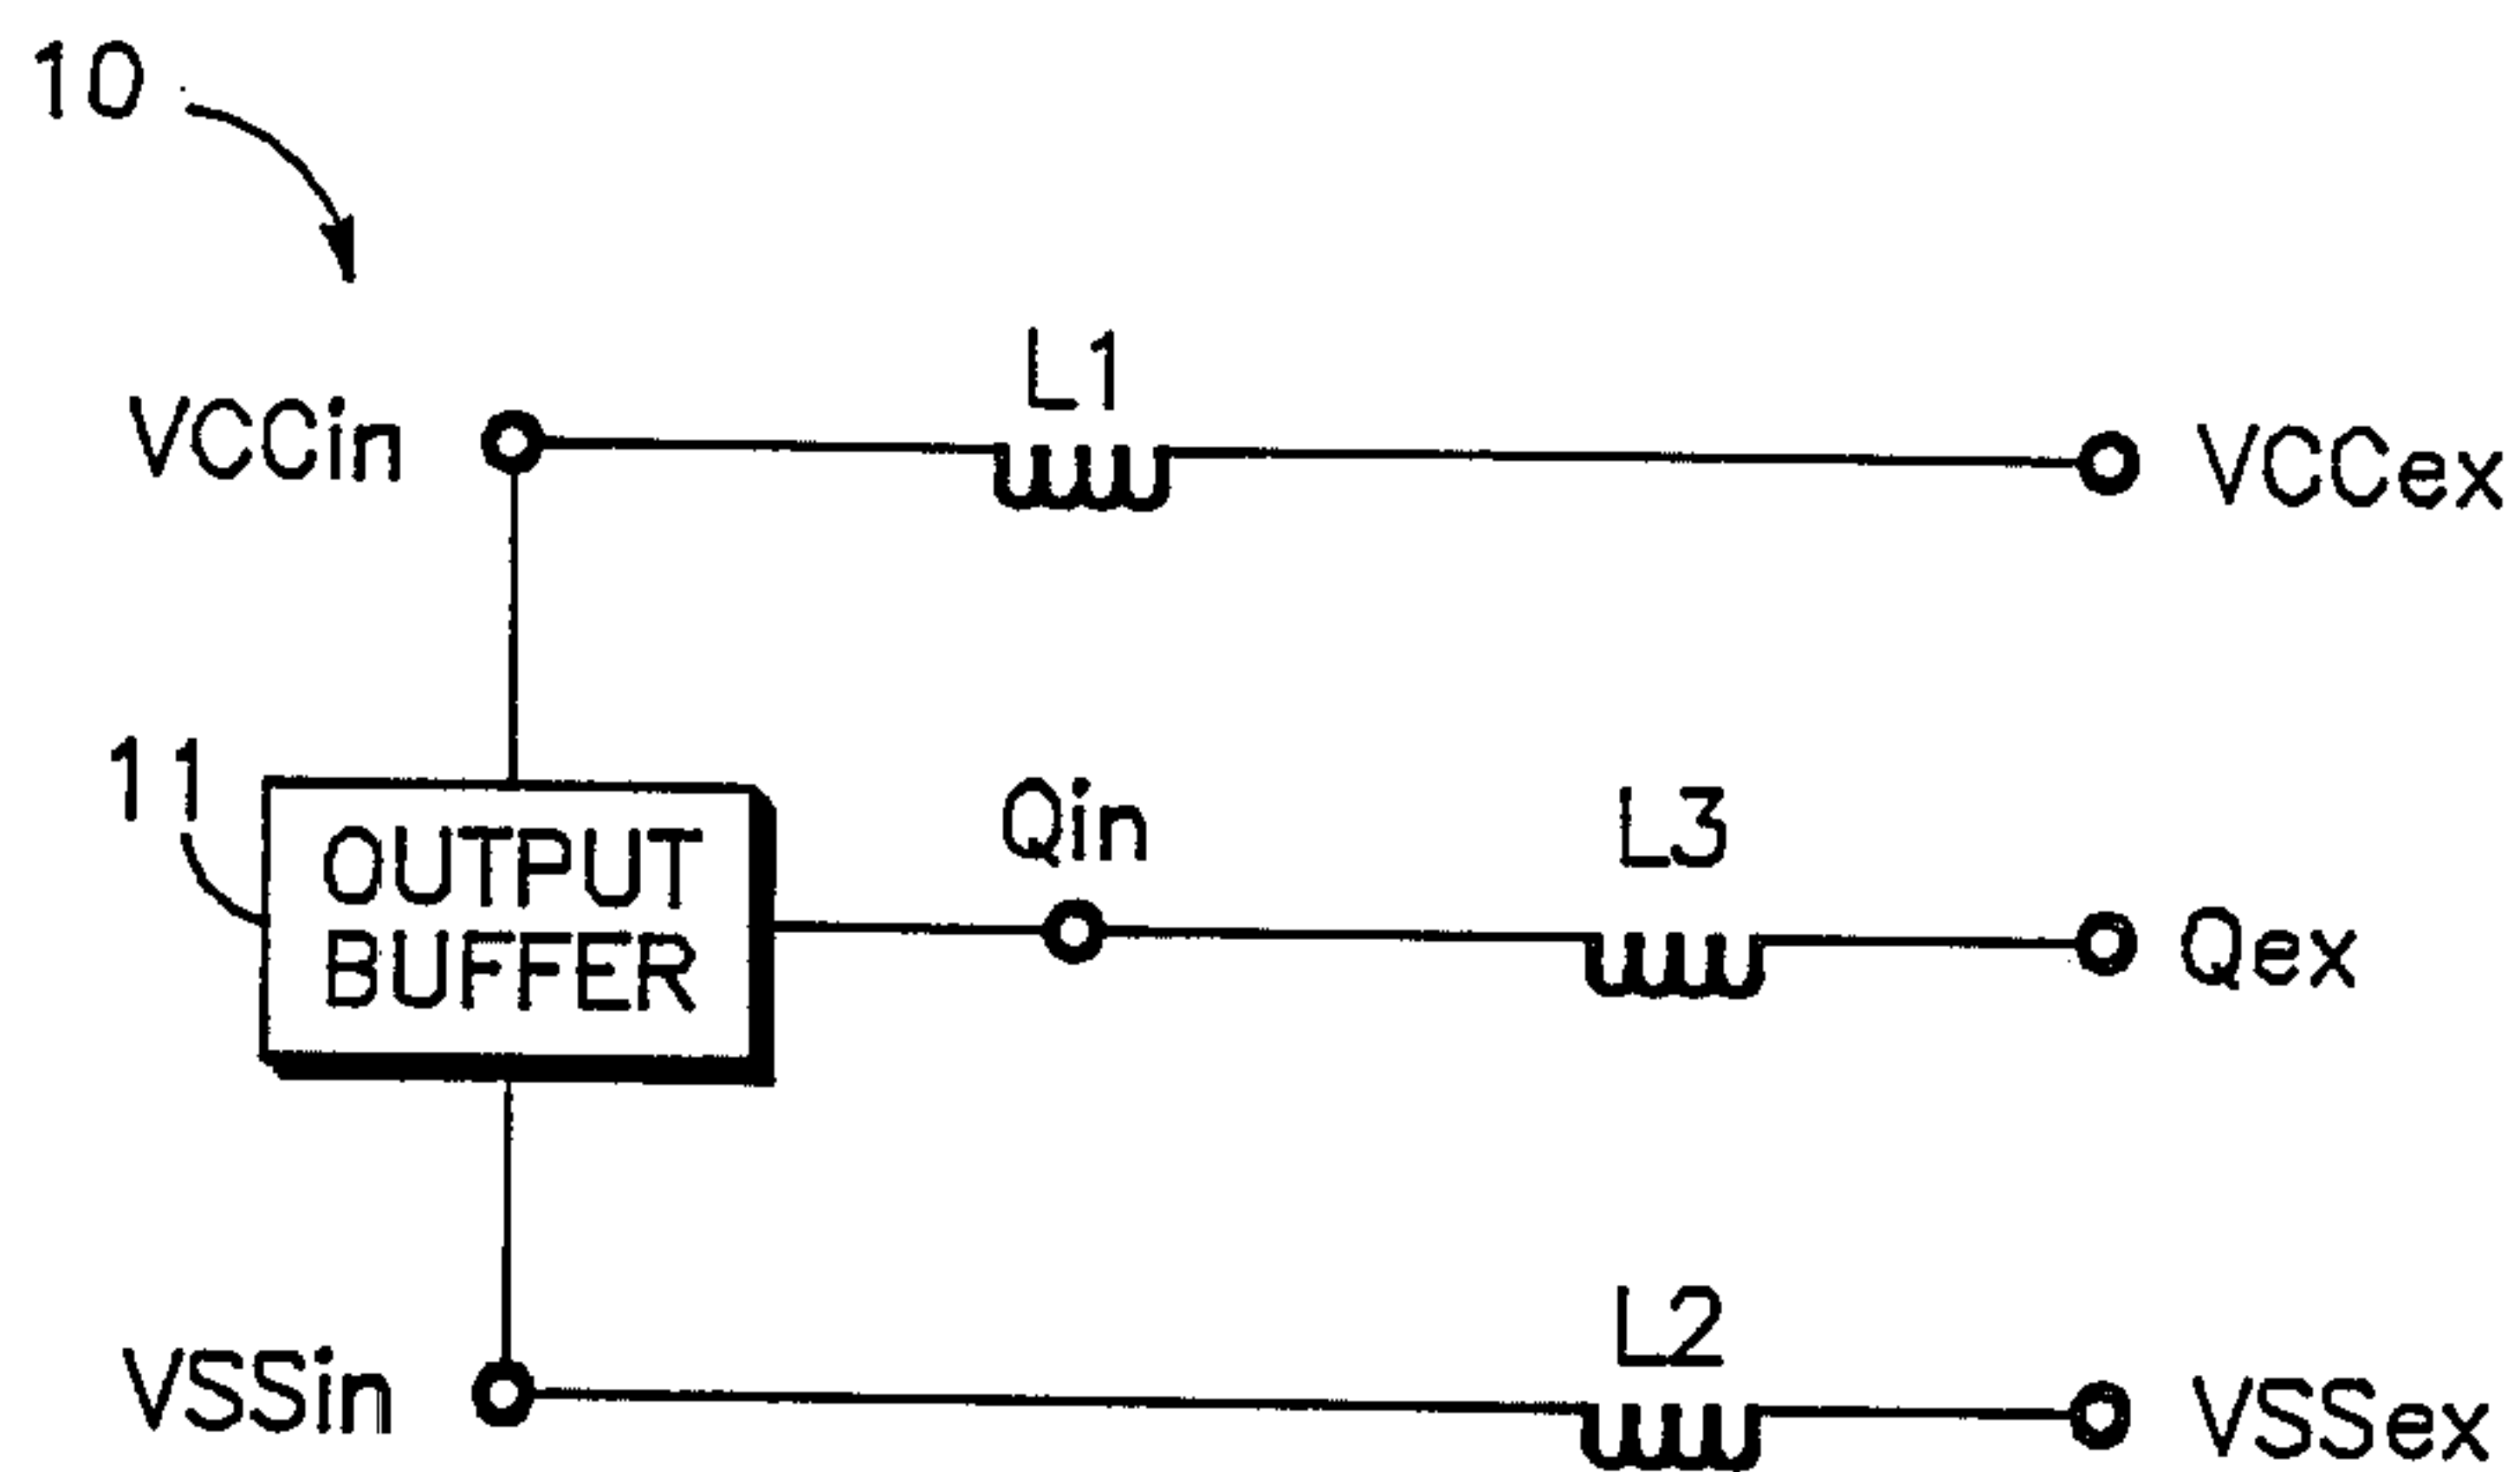 10
L1
VCCin
VCCex
11
OUTPUT
BUFFER
Qin
L3
Qex
L2
VSSin
VSSex